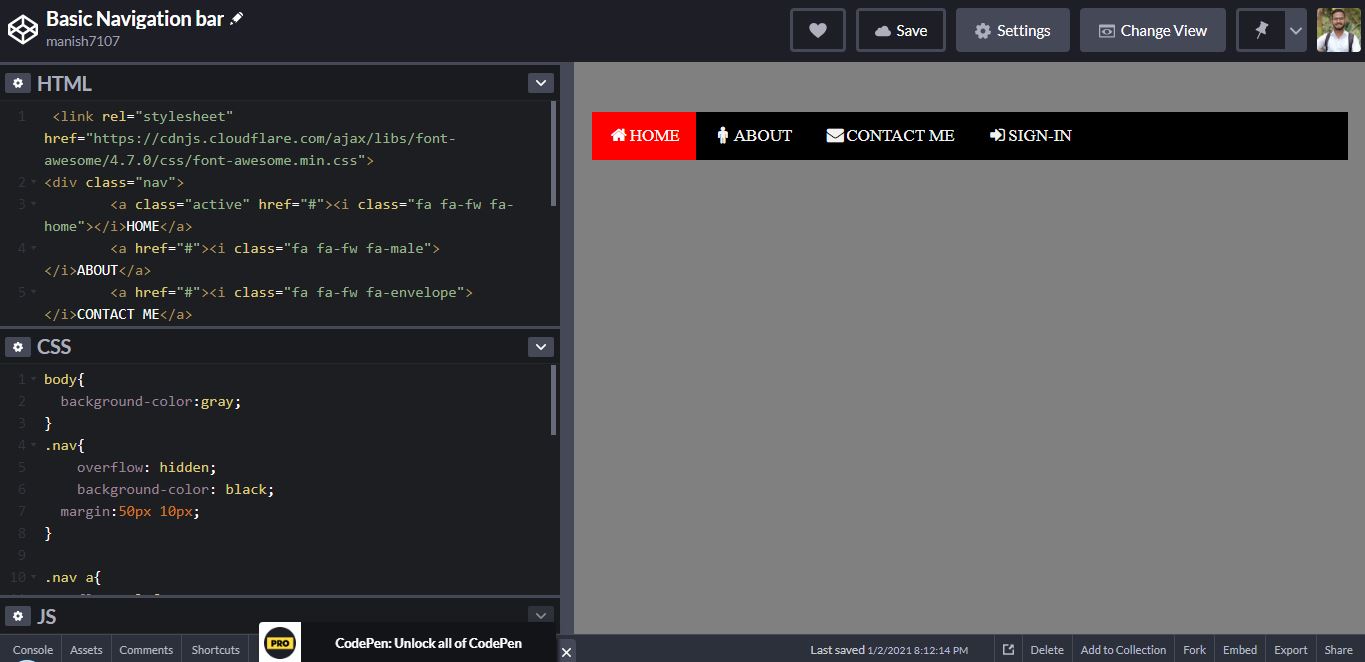 Basic Navigation bar
manish7107
Save
Settings
Change View
HTML
1 <link rel="stylesheet"
href="https://cdnjs.cloudflare.com/ajax/libs/font-
awesome/4.7.0/css/font-awesome.min.css">
2 <div class="nav">
3 <a class="active" href="#"><i class="fa fa-fw fa-
home"></i>HOME</a>
4 <a href="#"><i class="fa fa-fw fa-male">
</i>ABOUT</a>
5 <a href="#"><i class="fa fa-fw fa-envelope">
</i>CONTACT ME</a>
CSS
1 body{
2 background-color:gray;
3 }
4 .nav{
5 overflow: hidden;
6 background-color: black;
7 margin:50px 10px;
8 }
9
10 .nav a{
JS
HOME
ABOUT
CONTACT ME
SIGN-IN
Console
Assets
Comments
Shortcuts
PRO
CodePen: Unlock all of CodePen
Last saved 1/2/2021 8:12:14 PM
Delete
Add to Collection
Fork
Embed
Export
Share